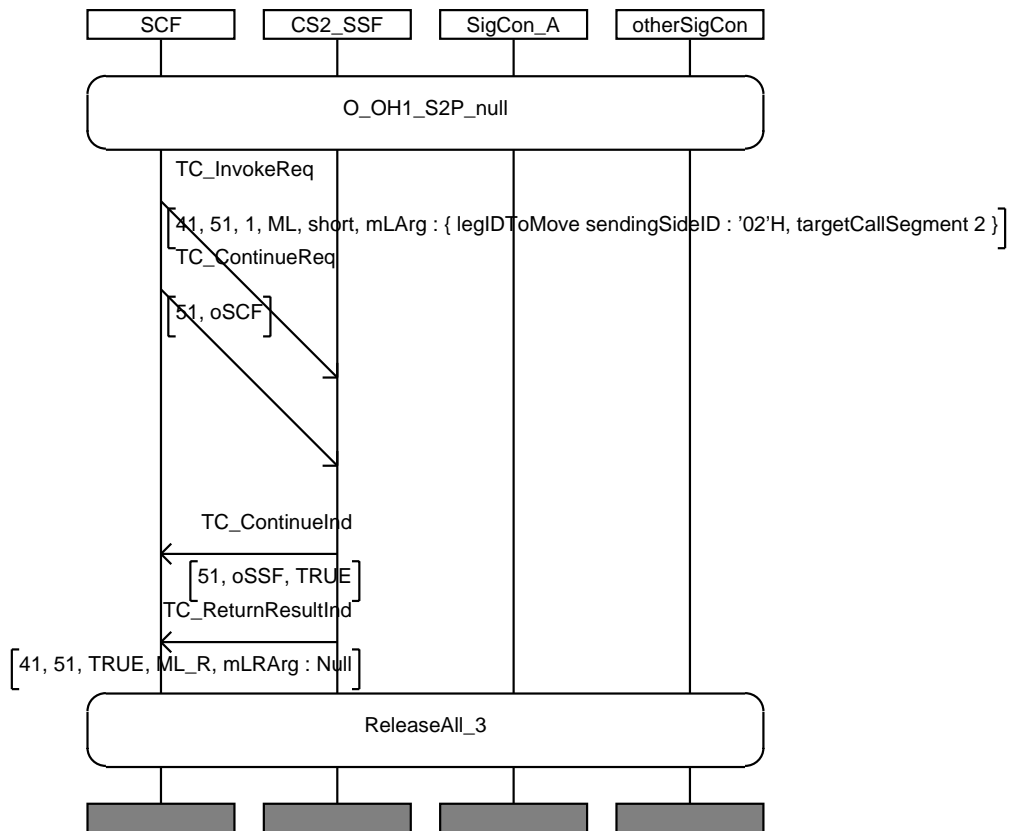 SCF CS2_SSF SigCon_A otherSigCon
O_OH1_S2P_null
TC_InvokeReq
41, 51, 1, ML, short, mLArg : { legIDToMove sendingSideID : '02'H, targetCallSegment 2 }
TC_ContinueReq
51, oSCF
TC_ContinueInd
51, oSSF, TRUE
TC_ReturnResultInd
41, 51, TRUE, ML_R, mLRArg : Null
ReleaseAll_3